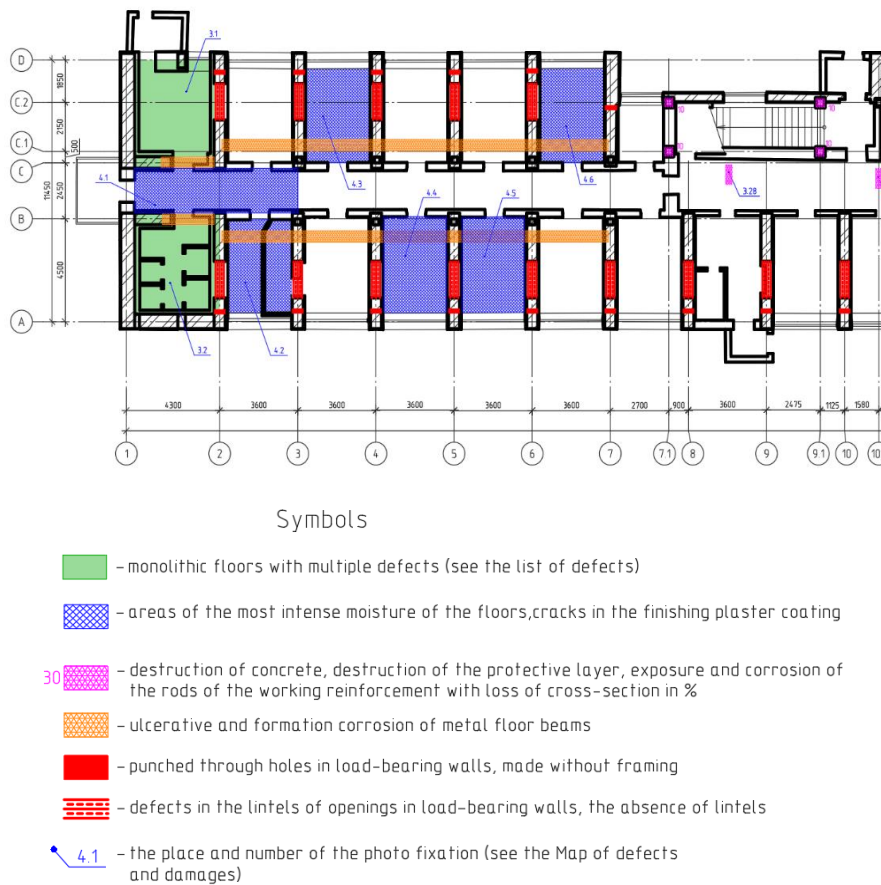 3.1
D
1850
C.2
2150
C.1
500
C
4.1
4.3
4.6
10
10
10
10
3.28
11450
2450
4.4
4.5
B
4500
A
3.2
4.2
4300
3600
3600
3600
3600
3600
2700
900
3600
2475
1125
1580
1
2
3
4
5
6
7
7.1
8
9
9.1
10
10
Symbols
– monolithic floors with multiple defects (see the list of defects)
– areas of the most intense moisture of the floors,cracks in the finishing plaster coating
30 – destruction of concrete, destruction of the protective layer, exposure and corrosion of
the rods of the working reinforcement with loss of cross-section in %
– ulcerative and formation corrosion of metal floor beams
– punched through holes in load-bearing walls, made without framing
– defects in the lintels of openings in load-bearing walls, the absence of lintels
4.1 – the place and number of the photo fixation (see the Map of defects
and damages)